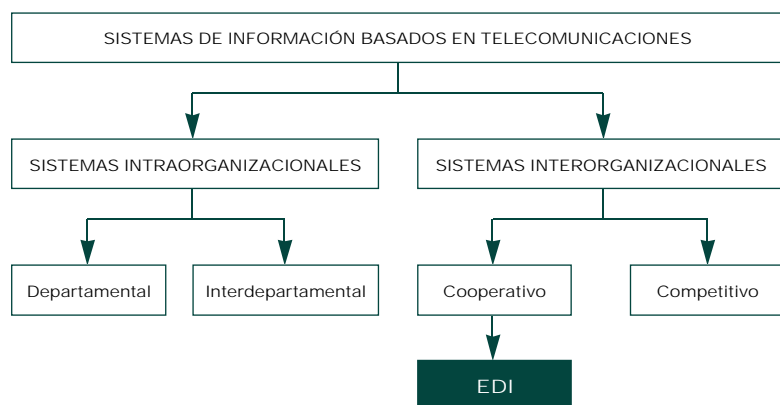 SISTEMAS DE INFORMACIÓN BASADOS EN TELECOMUNICACIONES
SISTEMAS INTRAORGANIZACIONALES
SISTEMAS INTERORGANIZACIONALES
Departamental
Interdepartamental
Cooperativo
Competitivo
EDI